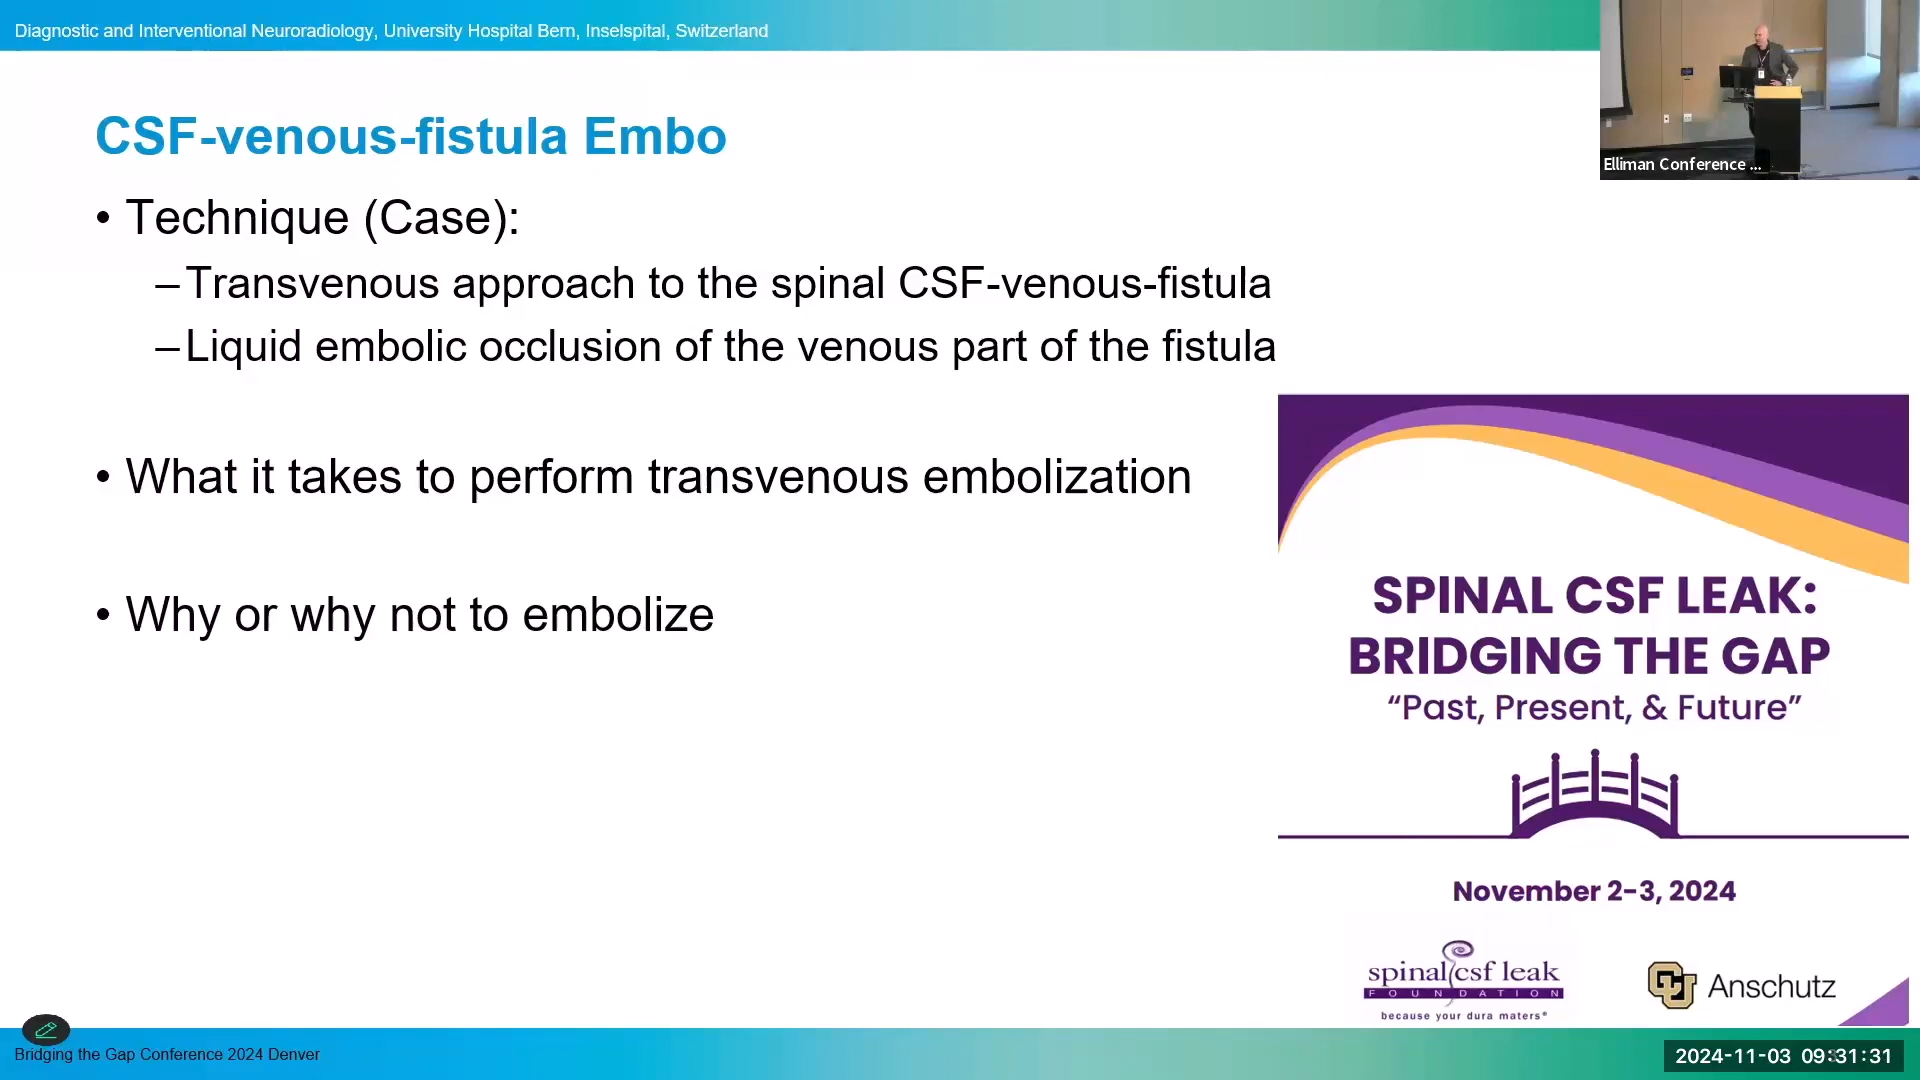 Diagnostic and Interventional Neuroradiology, University Hospital Bern, Inselspital, Switzerland
Elliman Conference ...
CSF-venous-fistula Embo
• Technique (Case):
– Transvenous approach to the spinal CSF-venous-fistula
– Liquid embolic occlusion of the venous part of the fistula
• What it takes to perform transvenous embolization
• Why or why not to embolize
SPINAL CSF LEAK:
BRIDGING THE GAP
“Past, Present, & Future”
November 2-3, 2024
spinal csf leak
FOUNDATION
because your dura maters®
CU Anschutz
Bridging the Gap Conference 2024 Denver
2024-11-03 09:31:31